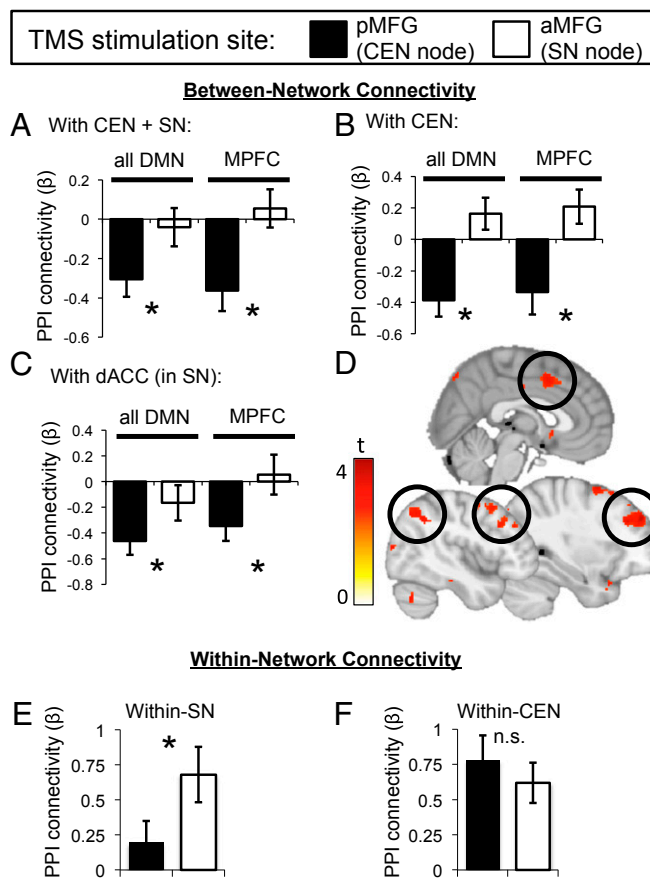 TMS stimulation site:
pMFG
(CEN node)
aMFG
(SN node)
Between-Network Connectivity
A With CEN + SN:
all DMN MPFC
PPI connectivity (β)
0.2
0
-0.2
-0.4
-0.6
* *
B With CEN:
all DMN MPFC
PPI connectivity (β)
0.4
0.2
0
-0.2
-0.4
-0.6
* *
C With dACC (in SN):
all DMN MPFC
PPI connectivity (β)
0.4
0.2
0
-0.2
-0.4
-0.6
-0.8
* *
D
t
4
0
Within-Network Connectivity
E Within-SN
*
PPI connectivity (β)
1
0.75
0.5
0.25
0
F Within-CEN
n.s.
PPI connectivity (β)
1
0.75
0.5
0.25
0